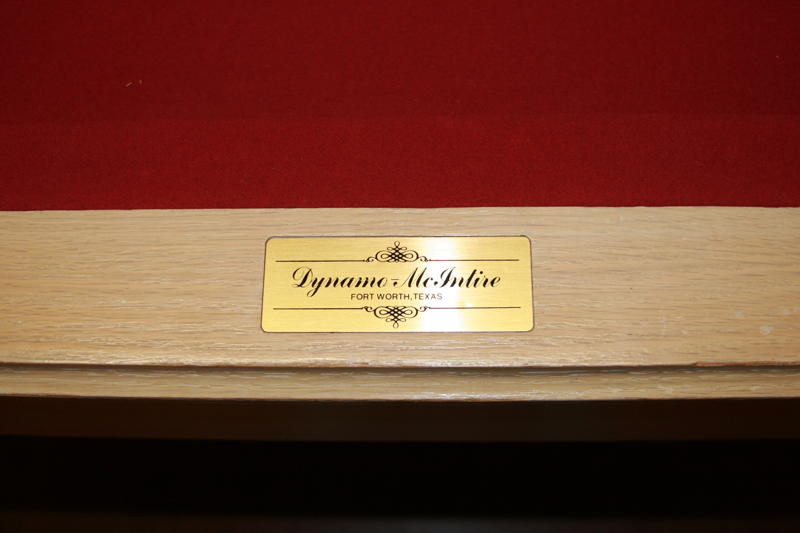 Dynamo-McIntire
FORT WORTH, TEXAS